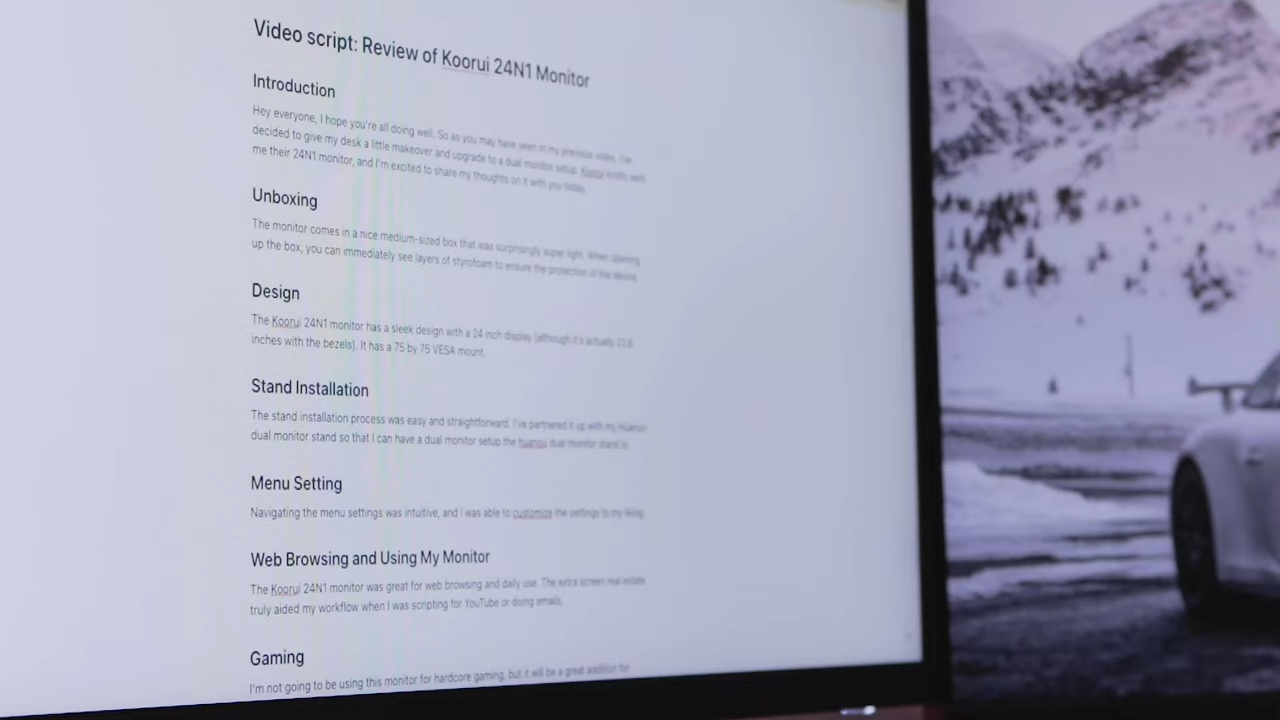 Video script: Review of Koorui 24N1 Monitor
Introduction
Hey everyone, I hope you're all doing well. So as you may have seen in my previous video, I've
decided to give my desk a little makeover and upgrade to a dual monitor setup. Koorui kindly sent
me their 24N1 monitor, and I'm excited to share my thoughts on it with you today.
Unboxing
The monitor comes in a nice medium-sized box that was surprisingly super light. When opening
up the box, you can immediately see layers of styrofoam to ensure the protection of the device.
Design
The Koorui 24N1 monitor has a sleek design with a 24 inch display (although it's actually 23.8
inches with the bezels). It has a 75 by 75 VESA mount.
Stand Installation
The stand installation process was easy and straightforward. I've partnered it up with my Huanuo
dual monitor stand so that I can have a dual monitor setup.the huanou dual monitor stand is
Menu Setting
Navigating the menu settings was intuitive, and I was able to customize the settings to my liking.
Web Browsing and Using My Monitor
The Koorui 24N1 monitor was great for web browsing and daily use. The extra screen real estate
truly aided my workflow when I was scripting for YouTube or doing emails.
Gaming
I'm not going to be using this monitor for hardcore gaming, but it will be a great addition for